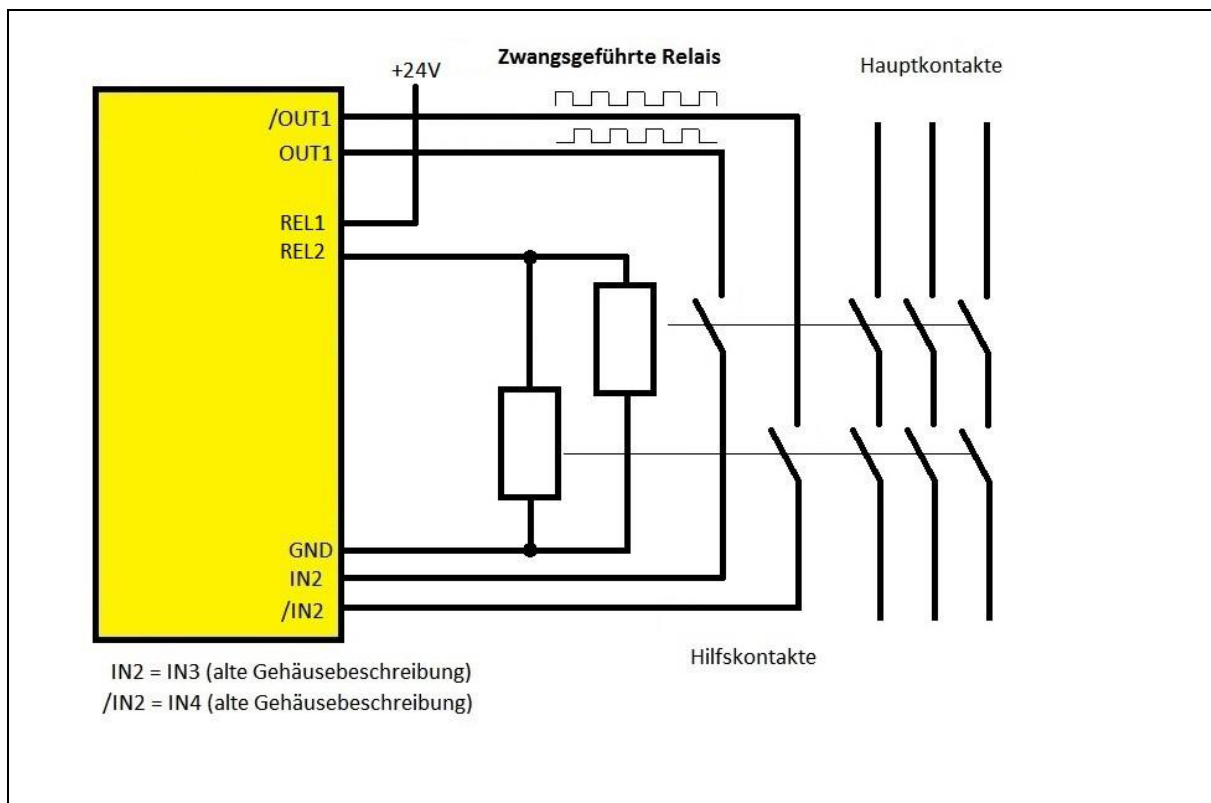 Zwangsgeführte Relais
Hauptkontakte
+24V
/OUT1
OUT1
REL1
REL2
GND
IN2
/IN2
Hilfskontakte
IN2 = IN3 (alte Gehäusebeschreibung)
/IN2 = IN4 (alte Gehäusebeschreibung)